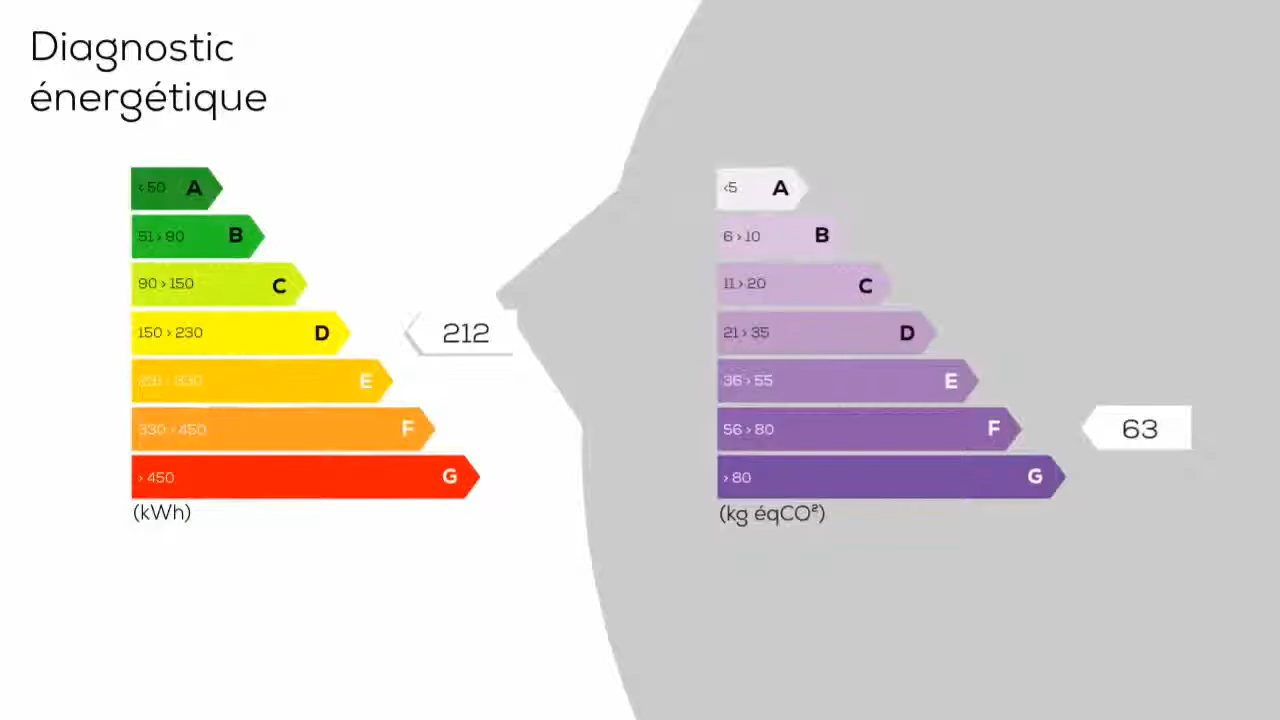 Diagnostic
énergétique
< 50 A
51 > 90 B
90 > 150 C
150 > 230 D
212
E
330 > 450 F
> 450 G
(kWh)
<5 A
6 > 10 B
11 > 20 C
21 > 35 D
36 > 55 E
56 > 80 F
63
> 80 G
(kg éqCO²)